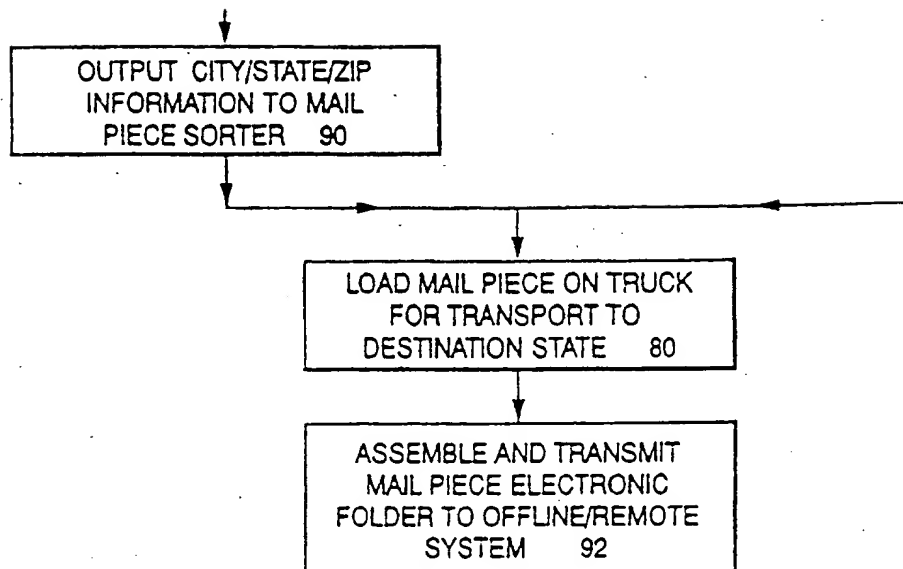 OUTPUT CITY/STATE/ZIP
INFORMATION TO MAIL
PIECE SORTER 90
LOAD MAIL PIECE ON TRUCK
FOR TRANSPORT TO
DESTINATION STATE 80
ASSEMBLE AND TRANSMIT
MAIL PIECE ELECTRONIC
FOLDER TO OFFLINE/REMOTE
SYSTEM 92